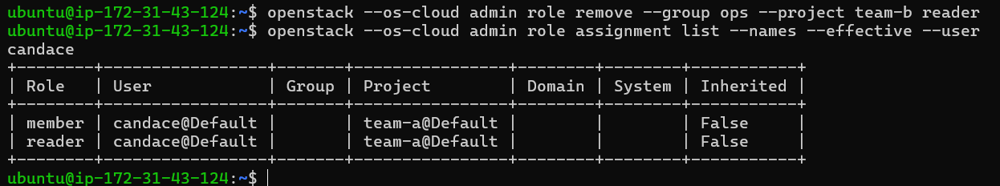 ubuntu@ip-172-31-43-124:~$ openstack --os-cloud admin role remove --group ops --project team-b reader
ubuntu@ip-172-31-43-124:~$ openstack --os-cloud admin role assignment list --names --effective --user
candace
+--------+-----------------+-------+----------------+--------+--------+-----------+
| Role   | User            | Group | Project        | Domain | System | Inherited |
+--------+-----------------+-------+----------------+--------+--------+-----------+
| member | candace@Default |       | team-a@Default |        |        | False     |
| reader | candace@Default |       | team-a@Default |        |        | False     |
+--------+-----------------+-------+----------------+--------+--------+-----------+
ubuntu@ip-172-31-43-124:~$